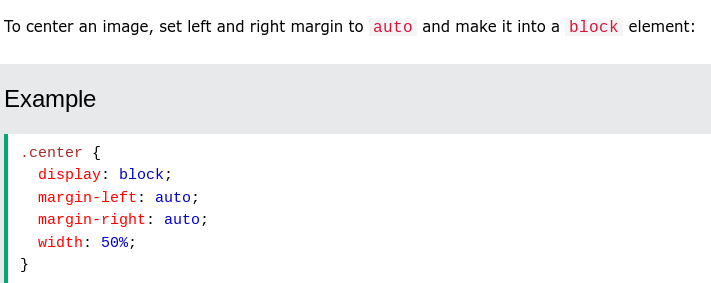 To center an image, set left and right margin to auto and make it into a block element:
Example
.center {
  display: block;
  margin-left: auto;
  margin-right: auto;
  width: 50%;
}